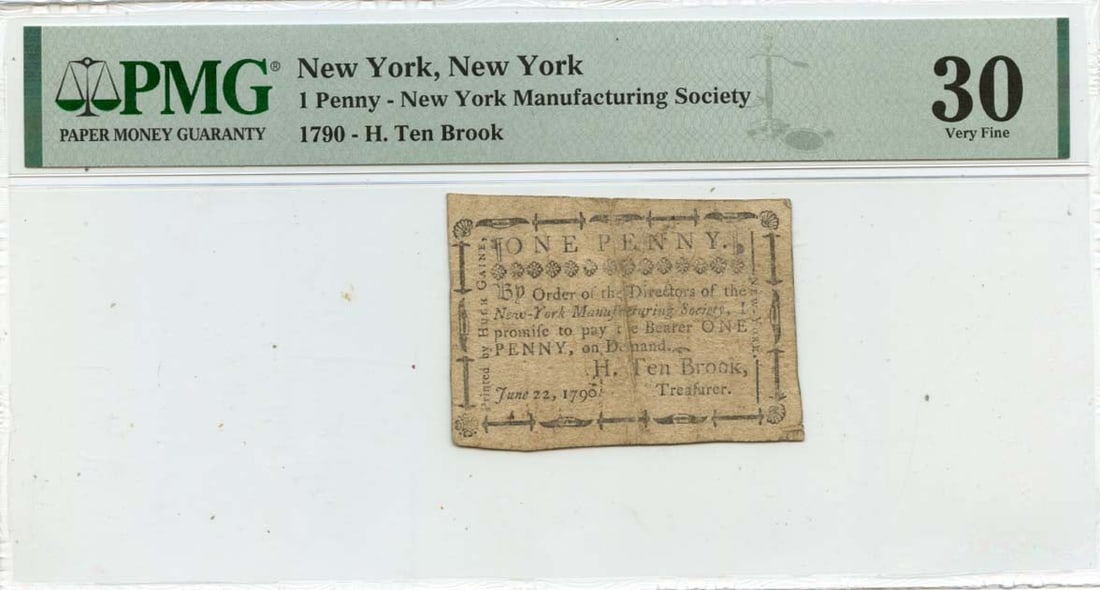 PMG®
PAPER MONEY GUARANTY
New York, New York
1 Penny - New York Manufacturing Society
1790 - H. Ten Brook
30
Very Fine
ONE PENNY.
By Order of the Directors of the
New-York Manufacturing Society, I
promise to pay the Bearer ONE
PENNY, on Demand.
H. Ten Brook,
June 22, 1790. Treaſurer.
Printed by HUGH GAINE,
NEW-YORK.